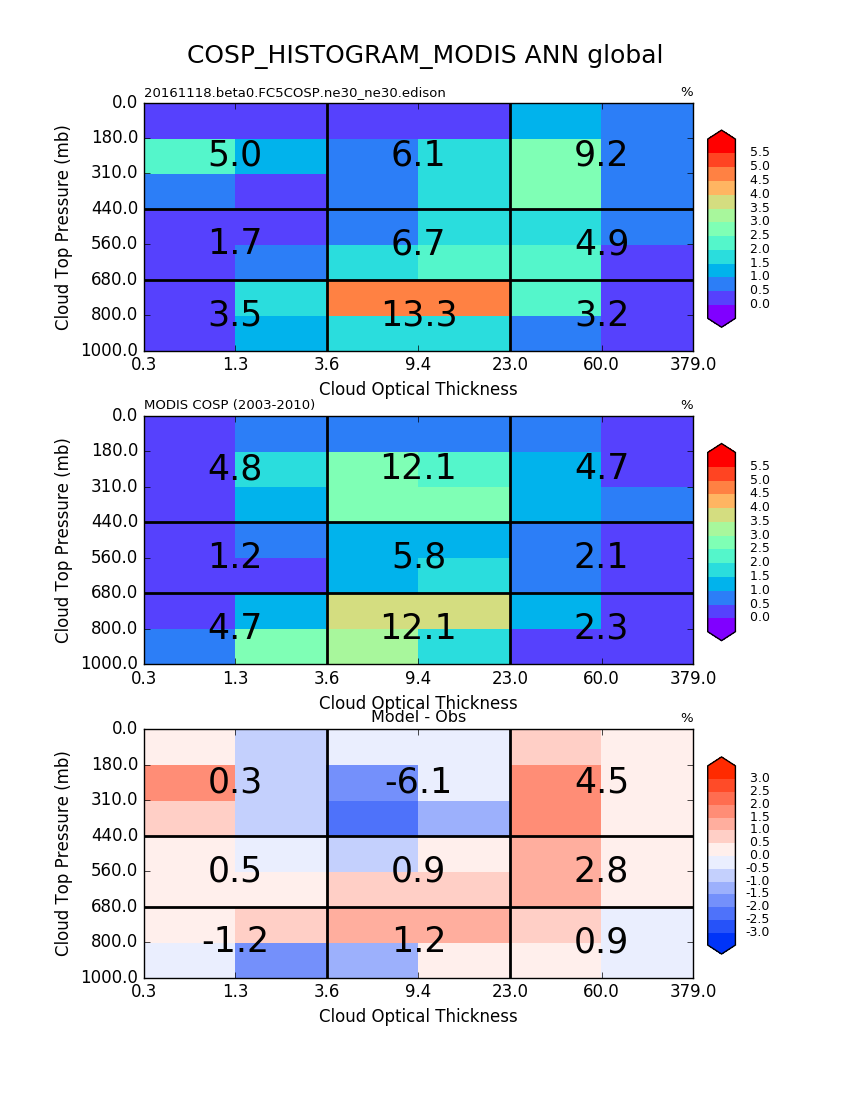 COSP_HISTOGRAM_MODIS ANN global
20161118.beta0.FC5COSP.ne30_ne30.edison %
Cloud Top Pressure (mb)
0.0
180.0
310.0
440.0
560.0
680.0
800.0
1000.0
5.0 6.1 9.2
1.7 6.7 4.9
3.5 13.3 3.2
0.3 1.3 3.6 9.4 23.0 60.0 379.0
Cloud Optical Thickness
5.5
5.0
4.5
4.0
3.5
3.0
2.5
2.0
1.5
1.0
0.5
0.0
MODIS COSP (2003-2010) %
Cloud Top Pressure (mb)
0.0
180.0
310.0
440.0
560.0
680.0
800.0
1000.0
4.8 12.1 4.7
1.2 5.8 2.1
4.7 12.1 2.3
0.3 1.3 3.6 9.4 23.0 60.0 379.0
Cloud Optical Thickness
5.5
5.0
4.5
4.0
3.5
3.0
2.5
2.0
1.5
1.0
0.5
0.0
Model - Obs %
Cloud Top Pressure (mb)
0.0
180.0
310.0
440.0
560.0
680.0
800.0
1000.0
0.3 -6.1 4.5
0.5 0.9 2.8
-1.2 1.2 0.9
0.3 1.3 3.6 9.4 23.0 60.0 379.0
Cloud Optical Thickness
3.0
2.5
2.0
1.5
1.0
0.5
0.0
-0.5
-1.0
-1.5
-2.0
-2.5
-3.0